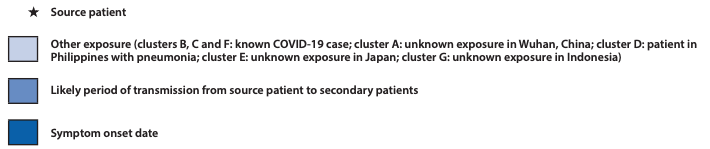 Source patient
Other exposure (clusters B, C and F: known COVID-19 case; cluster A: unknown exposure in Wuhan, China; cluster D: patient in
Philippines with pneumonia; cluster E: unknown exposure in Japan; cluster G: unknown exposure in Indonesia)
Likely period of transmission from source patient to secondary patients
Symptom onset date